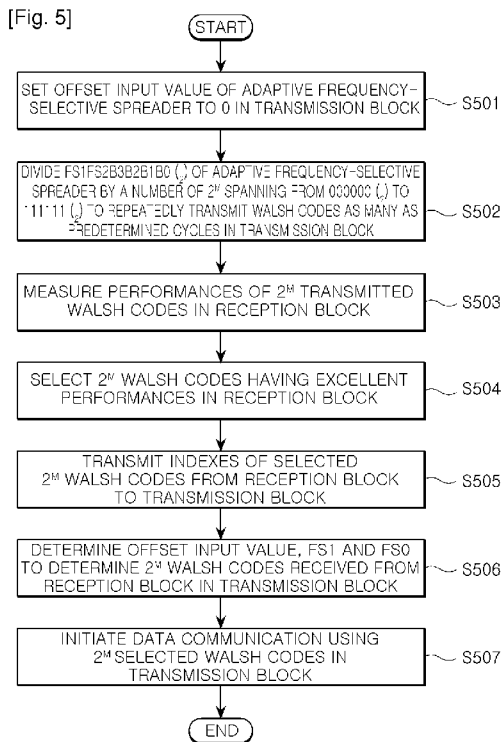 [Fig. 5]
START
SET OFFSET INPUT VALUE OF ADAPTIVE FREQUENCY-
SELECTIVE SPREADER TO 0 IN TRANSMISSION BLOCK
S501
DIVIDE FS1FS2B3B2B1B0 (₂) OF ADAPTIVE FREQUENCY-SELECTIVE
SPREADER BY A NUMBER OF 2ᴹ SPANNING FROM 000000 (₂) TO
111111 (₂) TO REPEATEDLY TRANSMIT WALSH CODES AS MANY AS
PREDETERMINED CYCLES IN TRANSMISSION BLOCK
S502
MEASURE PERFORMANCES OF 2ᴹ TRANSMITTED
WALSH CODES IN RECEPTION BLOCK
S503
SELECT 2ᴹ WALSH CODES HAVING EXCELLENT
PERFORMANCES IN RECEPTION BLOCK
S504
TRANSMIT INDEXES OF SELECTED
2ᴹ WALSH CODES FROM RECEPTION BLOCK
TO TRANSMISSION BLOCK
S505
DETERMINE OFFSET INPUT VALUE, FS1 AND FS0
TO DETERMINE 2ᴹ WALSH CODES RECEIVED FROM
RECEPTION BLOCK IN TRANSMISSION BLOCK
S506
INITIATE DATA COMMUNICATION USING
2ᴹ SELECTED WALSH CODES IN
TRANSMISSION BLOCK
S507
END